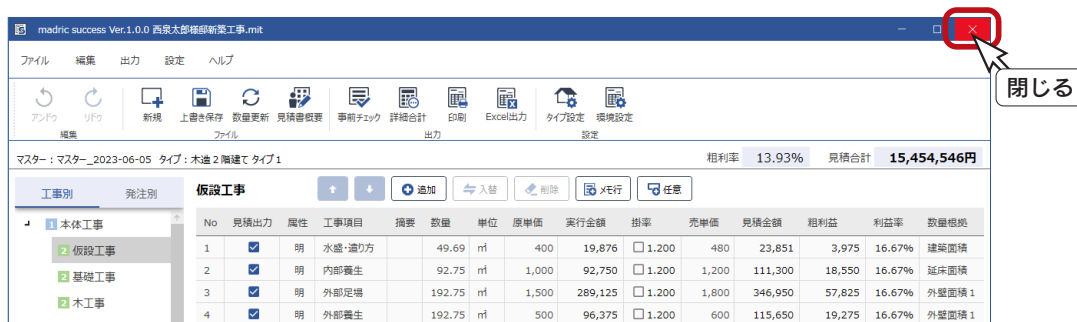 madric success Ver.1.0.0 西泉太郎様邸新築工事.mit
閉じる
ファイル 編集 出力 設定 ヘルプ
アンドゥ リドゥ 新規 上書き保存 数量更新 見積書概要 事前チェック 詳細合計 印刷 Excel出力 タイプ設定 環境設定
編集 ファイル 出力 設定
マスター：マスター_2023-06-05 タイプ：木造２階建て タイプ1 粗利率 13.93% 見積合計 15,454,546円
工事別 発注別 仮設工事 追加 入替 削除 メモ行 任意
1 本体工事 No 見積出力 属性 工事項目 摘要 数量 単位 原単価 実行金額 掛率 売単価 見積金額 粗利益 利益率 数量根拠
2 仮設工事 1 明 水盛・遣り方 49.69 ㎡ 400 19,876 1.200 480 23,851 3,975 16.67% 建築面積
2 基礎工事 2 明 内部養生 92.75 ㎡ 1,000 92,750 1.200 1,200 111,300 18,550 16.67% 延床面積
2 木工事 3 明 外部足場 192.75 ㎡ 1,500 289,125 1.200 1,800 346,950 57,825 16.67% 外壁面積1
4 明 外部養生 192.75 ㎡ 500 96,375 1.200 600 115,650 19,275 16.67% 外壁面積1